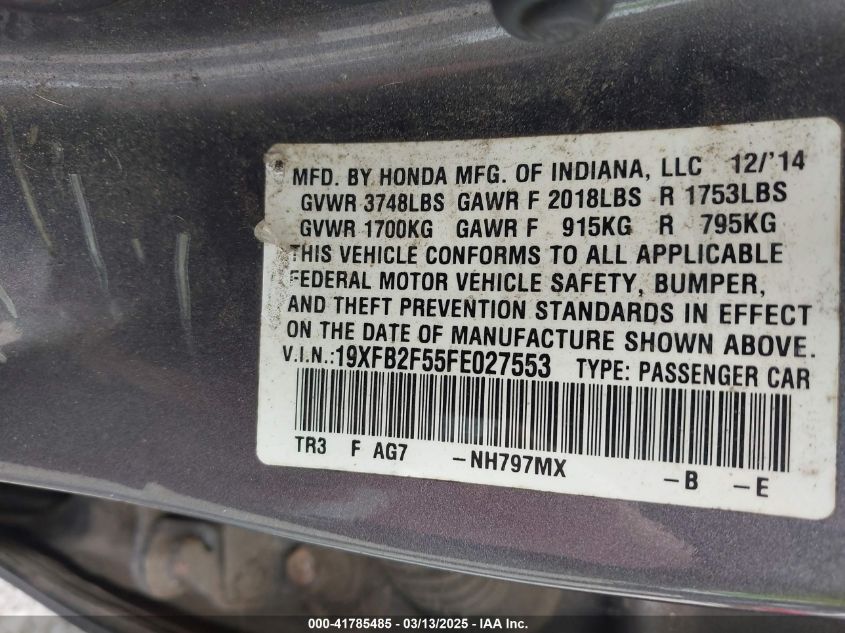 MFD. BY HONDA MFG. OF INDIANA, LLC 12/'14
GVWR 3748LBS GAWR F 2018LBS R 1753LBS
GVWR 1700KG GAWR F 915KG R 795KG
THIS VEHICLE CONFORMS TO ALL APPLICABLE
FEDERAL MOTOR VEHICLE SAFETY, BUMPER,
AND THEFT PREVENTION STANDARDS IN EFFECT
ON THE DATE OF MANUFACTURE SHOWN ABOVE.
V.I.N.:19XFB2F55FE027553 TYPE: PASSENGER CAR
TR3 F AG7 -NH797MX -B -E
000-41785485 - 03/13/2025 - IAA Inc.